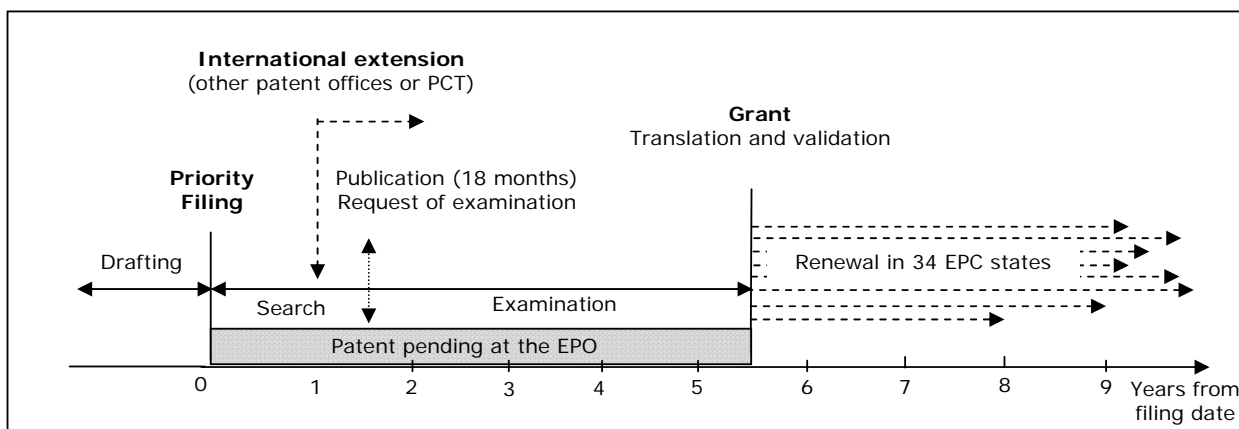 International extension
(other patent offices or PCT)
Grant
Translation and validation
Priority
Filing
Publication (18 months)
Request of examination
Drafting
Renewal in 34 EPC states
Search
Examination
Patent pending at the EPO
0
1
2
3
4
5
6
7
8
9
Years from
filing date